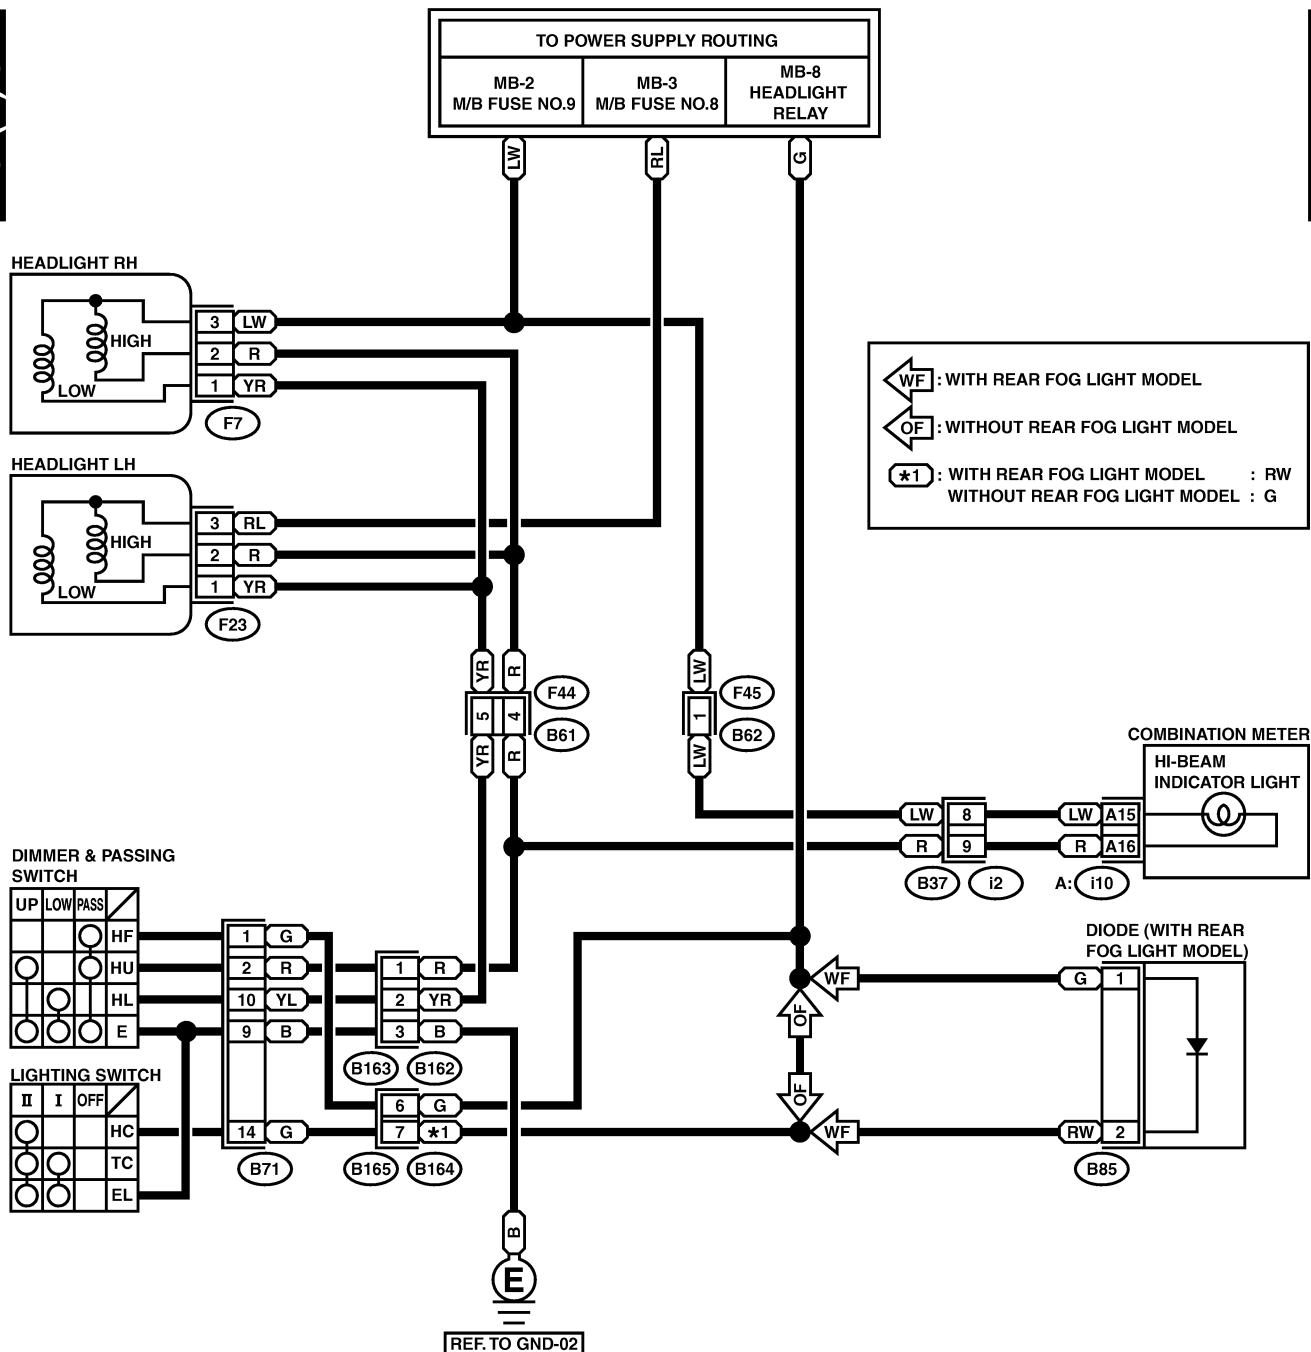 TO POWER SUPPLY ROUTING
MB-2
M/B FUSE NO.9
MB-3
M/B FUSE NO.8
MB-8
HEADLIGHT
RELAY
LW
RL
G
HEADLIGHT RH
HIGH
LOW
3 LW
2 R
1 YR
F7
WF : WITH REAR FOG LIGHT MODEL
OF : WITHOUT REAR FOG LIGHT MODEL
*1 : WITH REAR FOG LIGHT MODEL : RW
WITHOUT REAR FOG LIGHT MODEL : G
HEADLIGHT LH
HIGH
LOW
3 RL
2 R
1 YR
F23
YR
R
5
4
YR
R
F44
B61
LW
1
LW
F45
B62
COMBINATION METER
HI-BEAM
INDICATOR LIGHT
LW 8 LW A15
R 9 R A16
B37 i2 A: i10
DIMMER & PASSING
SWITCH
UP LOW PASS
HF
HU
HL
E
1 G
2 R
10 YL
9 B
1 R
2 YR
3 B
B163 B162
LIGHTING SWITCH
II I OFF
HC
TC
EL
14 G
B71
6 G
7 *1
B165 B164
DIODE (WITH REAR
FOG LIGHT MODEL)
WF
G 1
OF
OF
WF
RW 2
B85
B
E
REF. TO GND-02